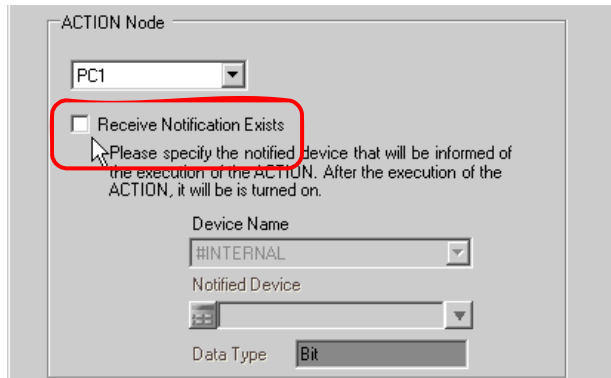 ACTION Node
PC1
Receive Notification Exists
Please specify the notified device that will be informed of
the execution of the ACTION. After the execution of the
ACTION, it will be is turned on.
Device Name
#INTERNAL
Notified Device
Data Type Bit